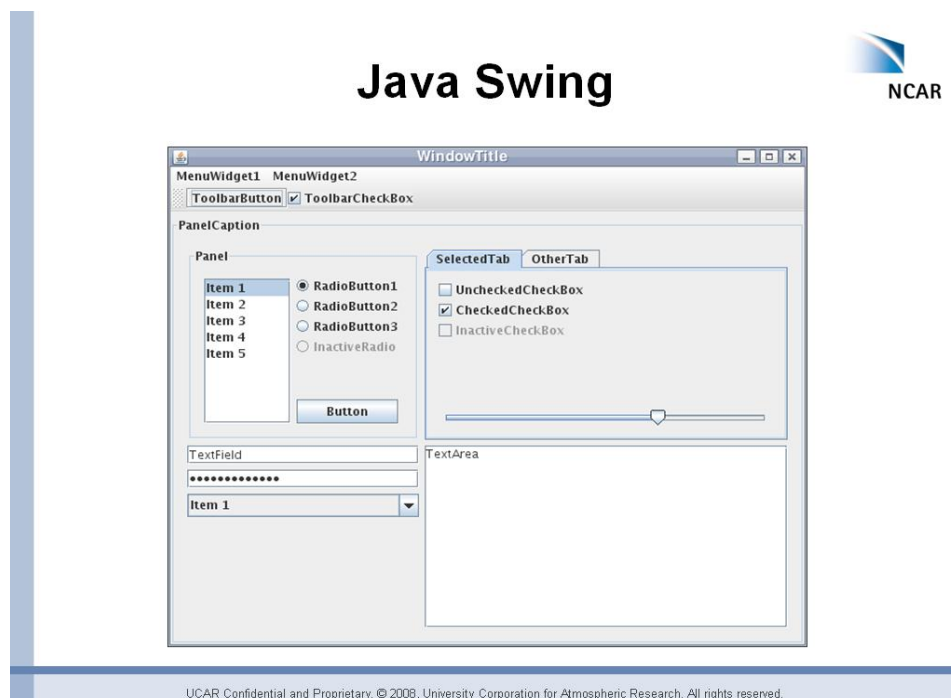 Java Swing
NCAR
WindowTitle
MenuWidget1 MenuWidget2
ToolbarButton ToolbarCheckBox
PanelCaption
Panel
Item 1
Item 2
Item 3
Item 4
Item 5
RadioButton1
RadioButton2
RadioButton3
InactiveRadio
Button
SelectedTab OtherTab
UncheckedCheckBox
CheckedCheckBox
InactiveCheckBox
TextField
•••••••••••••
Item 1
TextArea
UCAR Confidential and Proprietary. © 2008, University Corporation for Atmospheric Research. All rights reserved.